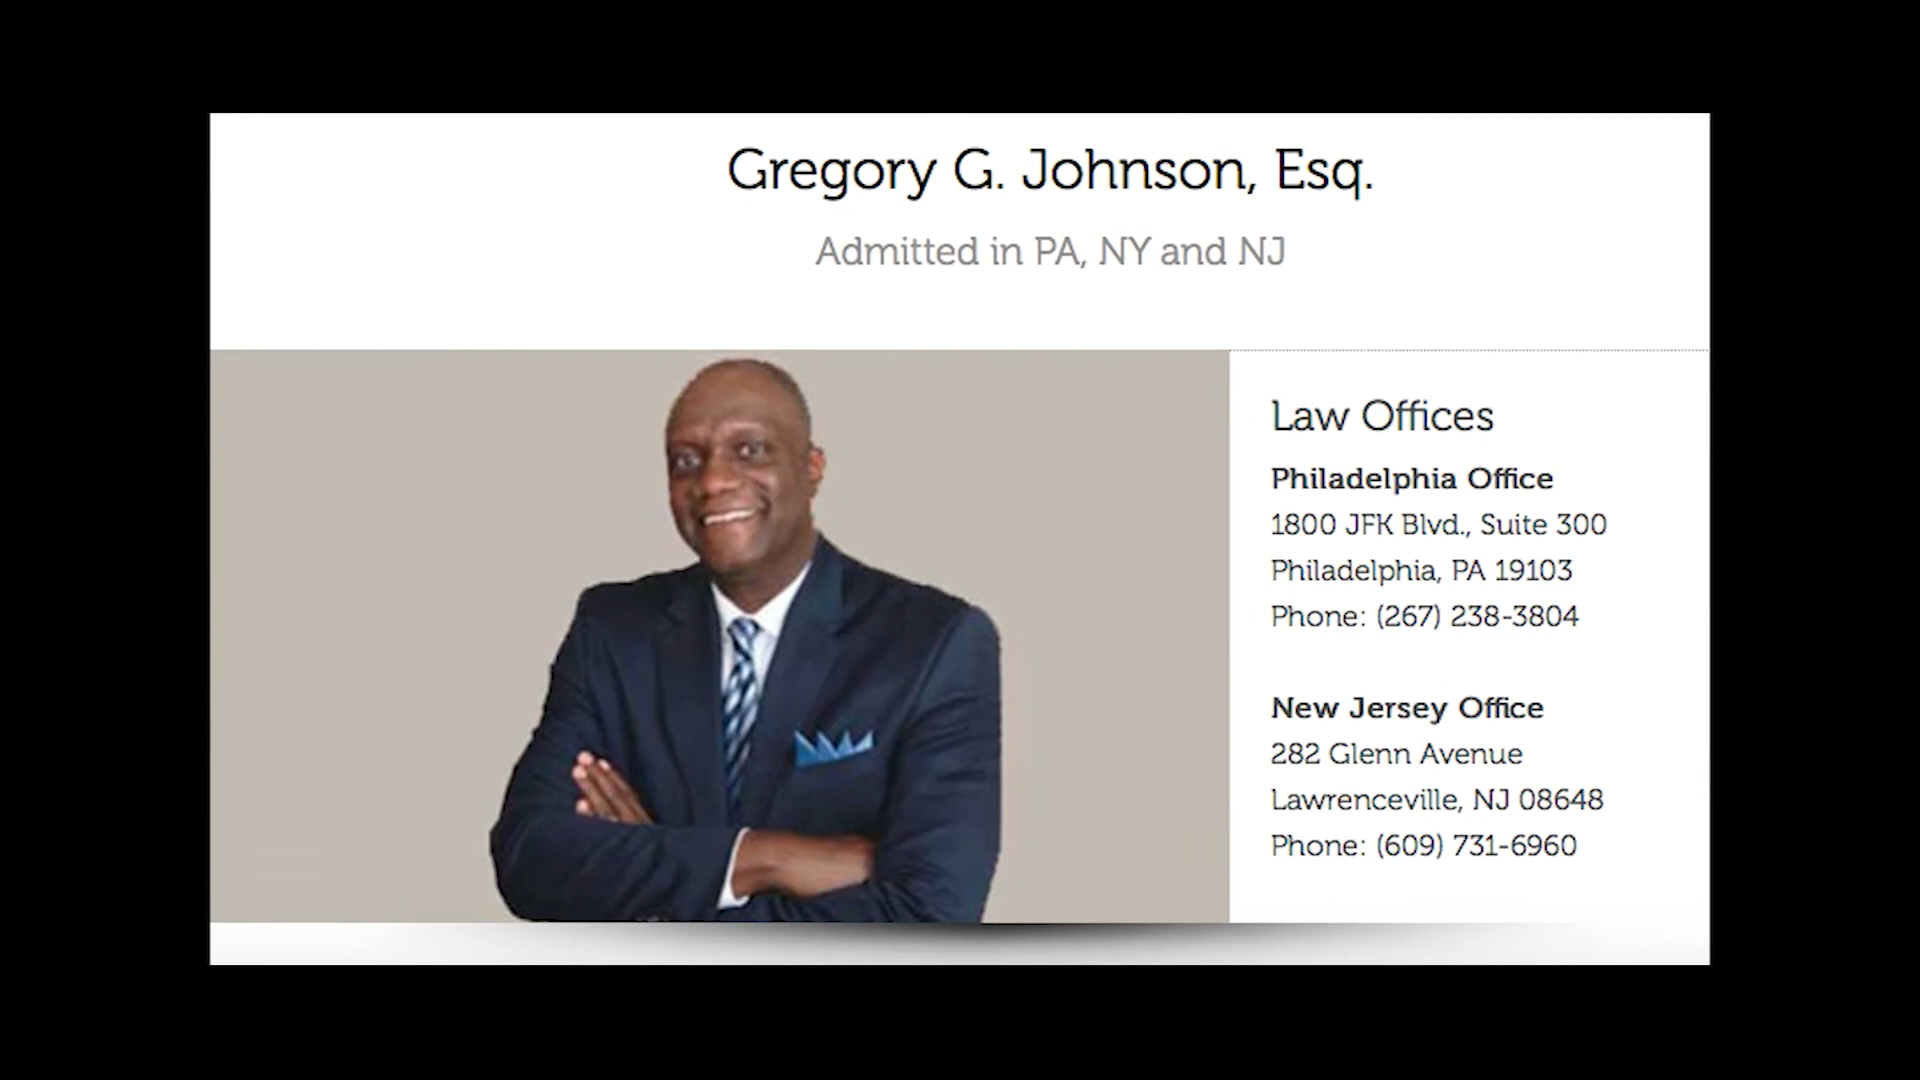 Gregory G. Johnson, Esq.
Admitted in PA, NY and NJ
Law Offices
Philadelphia Office
1800 JFK Blvd., Suite 300
Philadelphia, PA 19103
Phone: (267) 238-3804
New Jersey Office
282 Glenn Avenue
Lawrenceville, NJ 08648
Phone: (609) 731-6960